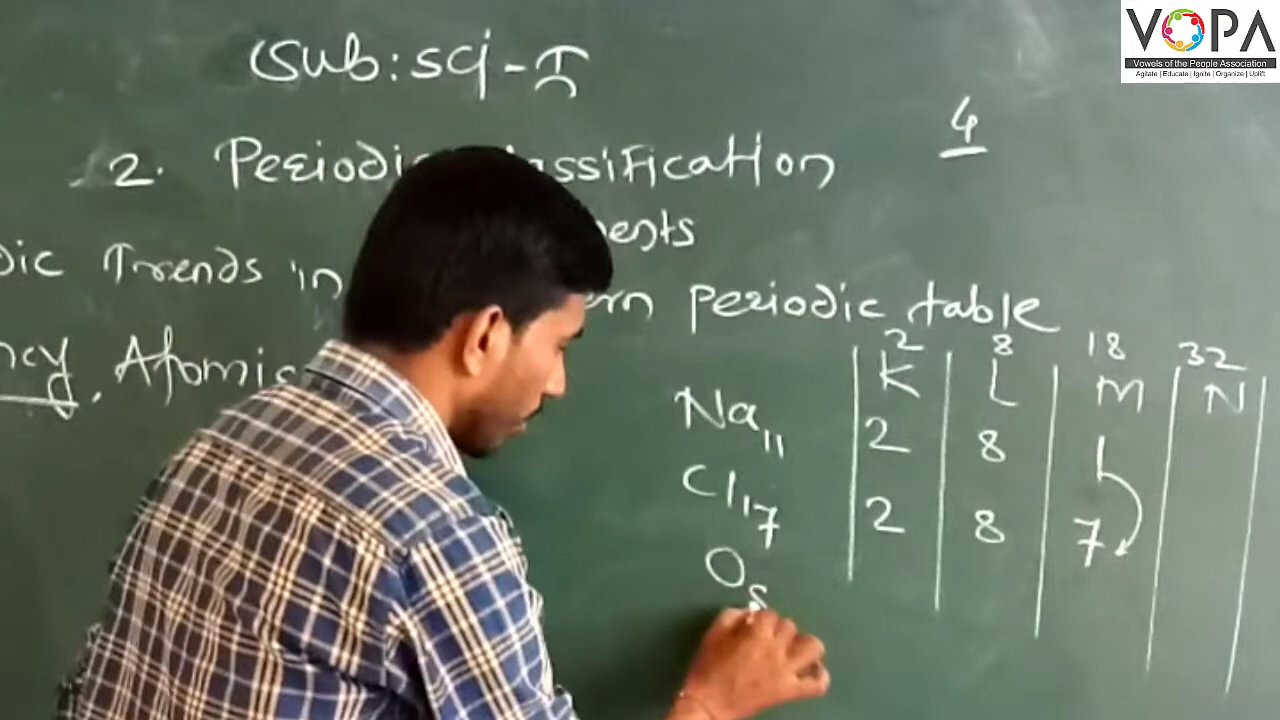 VOPA
Vowels of the People Association
Agitate | Educate | Ignite | Organize | Uplift
Sub: sci-I
4
2. Periodic classification
ents
dic Trends in ern periodic table
ncy, Atomic
2 8 18 32
K L M N
Na11 2 8 1
Cl17 2 8 7
O8